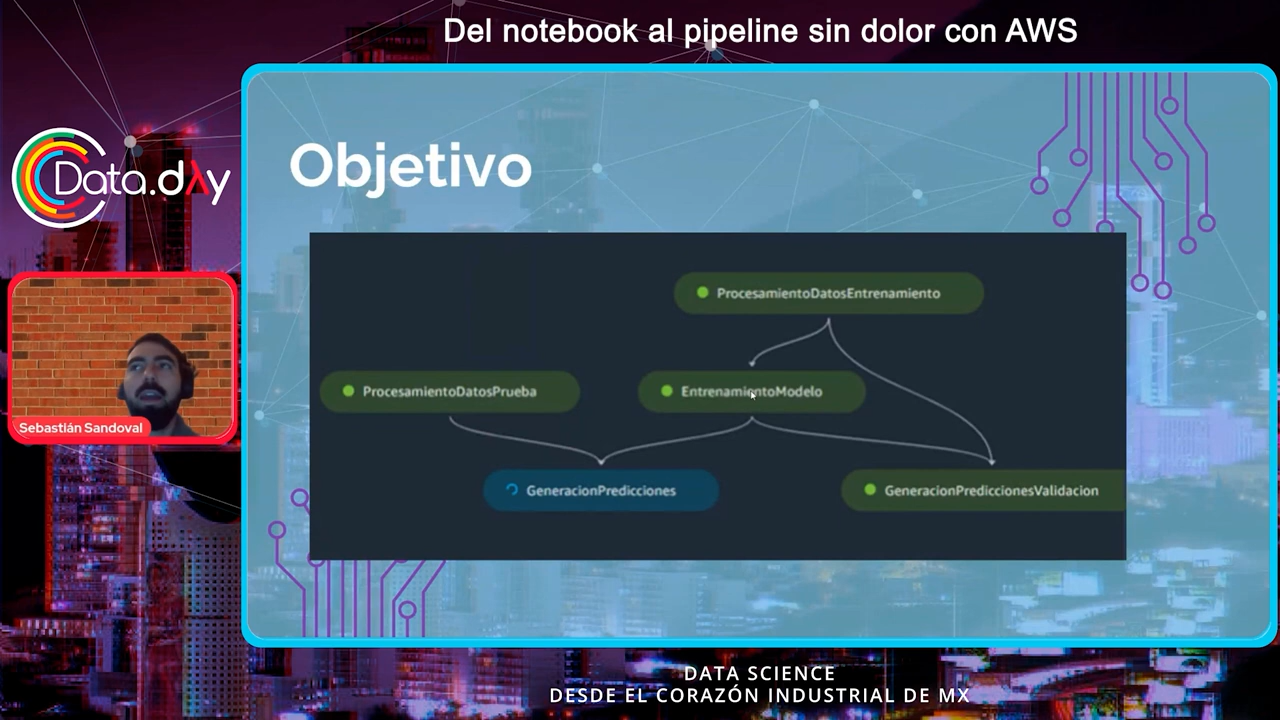 Del notebook al pipeline sin dolor con AWS
Data.day
Objetivo
ProcesamientoDatosEntrenamiento
ProcesamientoDatosPrueba
EntrenamientoModelo
GeneracionPredicciones
GeneracionPrediccionesValidacion
Sebastián Sandoval
DATA SCIENCE
DESDE EL CORAZÓN INDUSTRIAL DE MX